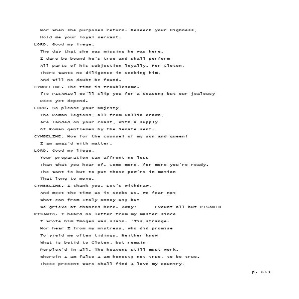 Nor when she purposes return. Beseech your Highness,
Hold me your loyal servant.
LORD. Good my liege,
The day that she was missing he was here.
I dare be bound he's true and shall perform
All parts of his subjection loyally. For Cloten,
There wants no diligence in seeking him,
And will no doubt be found.
CYMBELINE. The time is troublesome.
We'll slip you for a season; but our jealousy
Does yet depend.
LORD. So please your Majesty,
The Roman legions, all from Gallia drawn,
Are landed on your coast, with a supply
Of Roman gentlemen by the Senate sent.
CYMBELINE. Now for the counsel of my son and queen!
I am amaz'd with matter.
LORD. Good my liege,
Your preparation can affront no less
Than what you hear of. Come more, for more you're ready.
The want is but to put those pow'rs in motion
That long to move.
CYMBELINE. I thank you. Let's withdraw,
And meet the time as it seeks us. We fear not
What can from Italy annoy us; but
We grieve at chances here. Away! Exeunt all but PISANIO
PISANIO. I heard no letter from my master since
I wrote him Imogen was slain. 'Tis strange.
Nor hear I from my mistress, who did promise
To yield me often tidings. Neither know I
What is betid to Cloten, but remain
Perplex'd in all. The heavens still must work.
Wherein I am false I am honest; not true, to be true.
These present wars shall find I love my country,